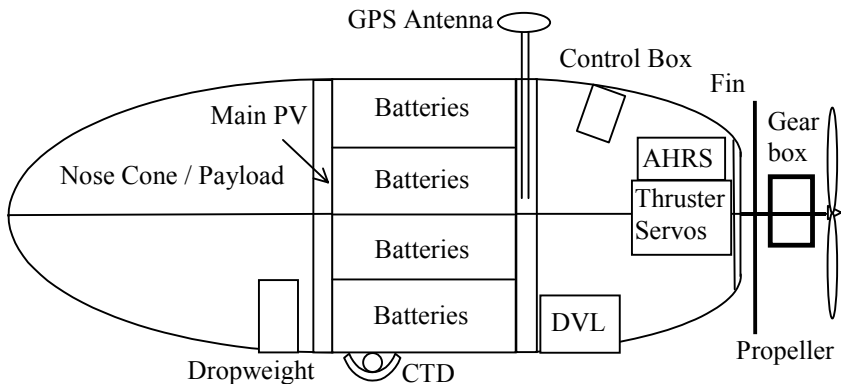 GPS Antenna
Control Box
Fin
Batteries
Main PV
Gear
box
AHRS
Nose Cone / Payload
Batteries
Thruster
Servos
Batteries
Batteries
DVL
Propeller
Dropweight
CTD